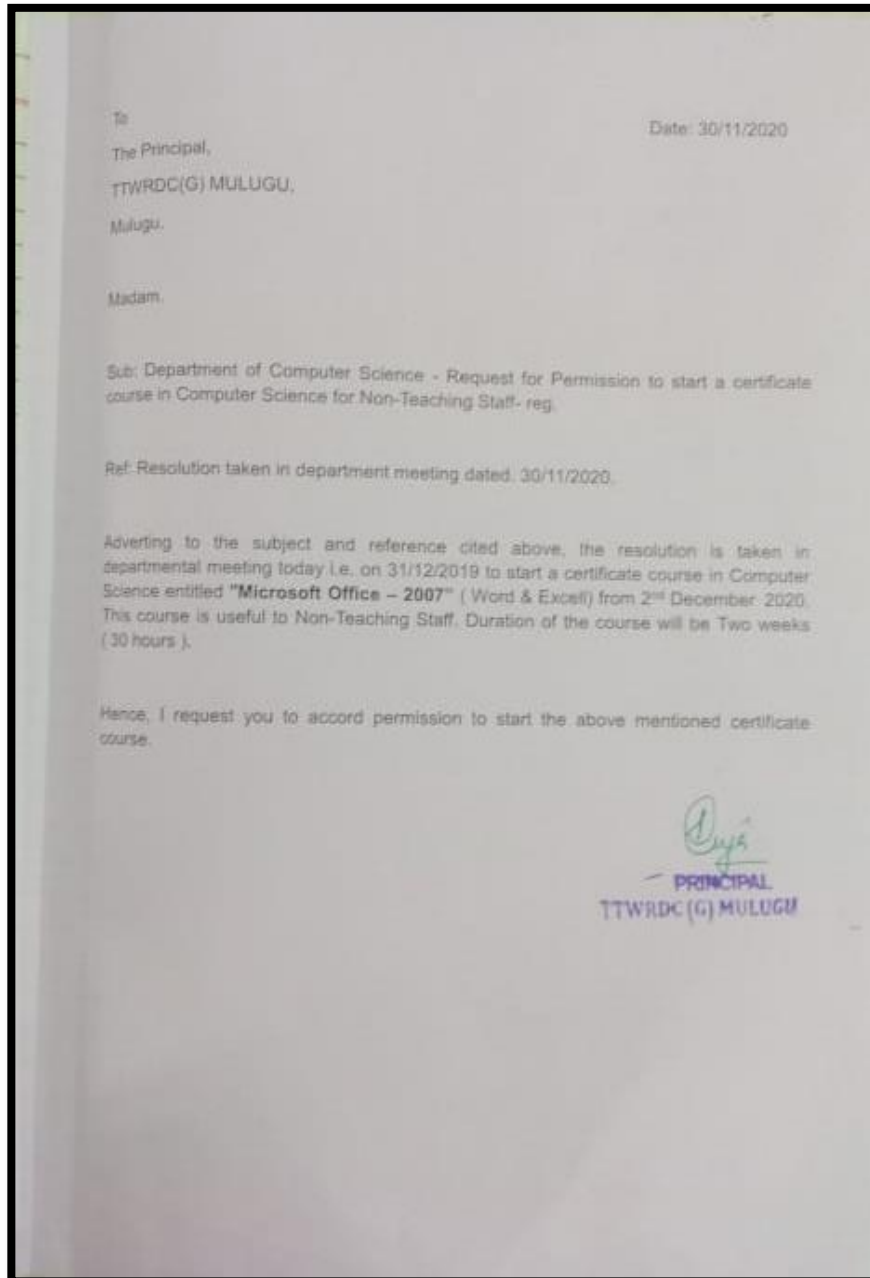 To
Date: 30/11/2020
The Principal,
TTWRDC(G) MULUGU,
Mulugu.
Madam.
Sub: Department of Computer Science - Request for Permission to start a certificate
course in Computer Science for Non-Teaching Staff- reg.
Ref: Resolution taken in department meeting dated. 30/11/2020.
Adverting to the subject and reference cited above, the resolution is taken in
departmental meeting today i.e. on 31/12/2019 to start a certificate course in Computer
Science entitled "Microsoft Office – 2007" ( Word & Excell) from 2nd December 2020.
This course is useful to Non-Teaching Staff. Duration of the course will be Two weeks
( 30 hours ).
Hence, I request you to accord permission to start the above mentioned certificate
course.
PRINCIPAL
TTWRDC (G) MULUGU